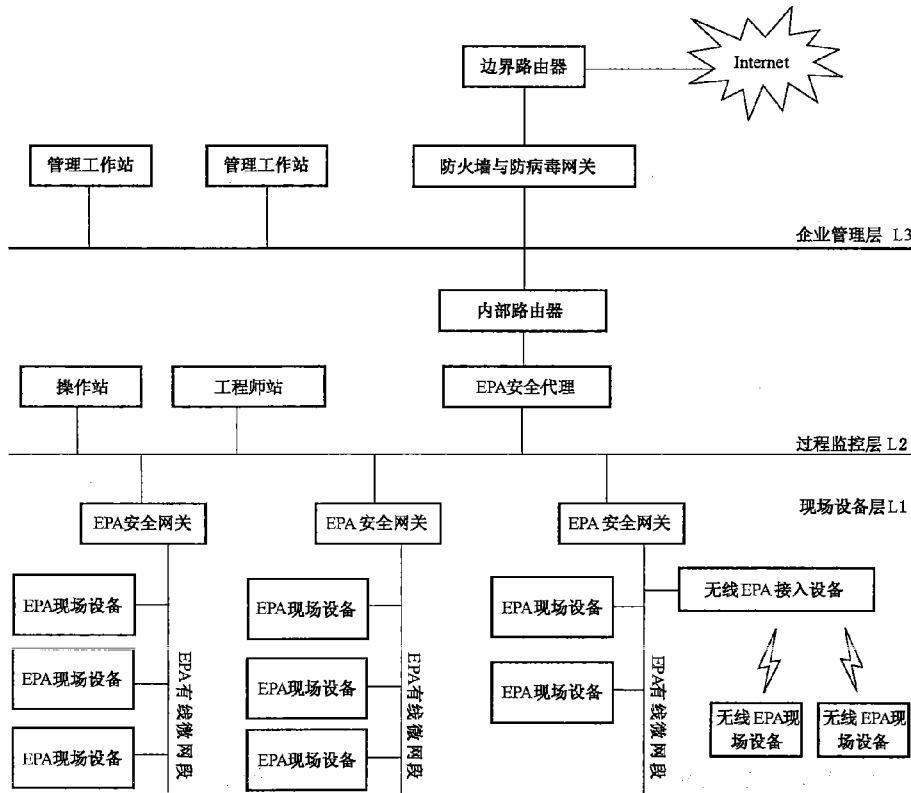 边界路由器
Internet
管理工作站
管理工作站
防火墙与防病毒网关
企业管理层 L3
内部路由器
操作站
工程师站
EPA安全代理
过程监控层 L2
现场设备层 L1
EPA安全网关
EPA 安全网关
EPA 安全网关
EPA现场设备
EPA现场设备
EPA现场设备
无线EPA 接入设备
EPA现场设备
EPA现场设备
EPA现场设备
EPA有线微网段
EPA有线微网段
EPA有线微网段
无线 EPA现
场设备
无线 EPA现
场设备
EPA现场设备
EPA现场设备